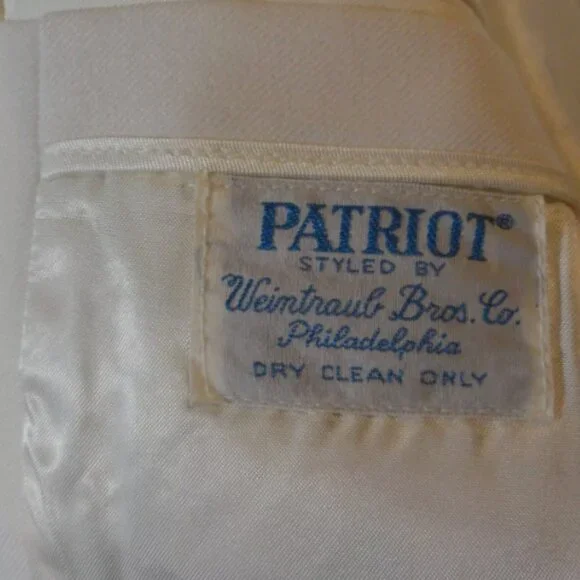 PATRIOT®
STYLED BY
Weintraub Bros. Co.
Philadelphia
DRY CLEAN ONLY